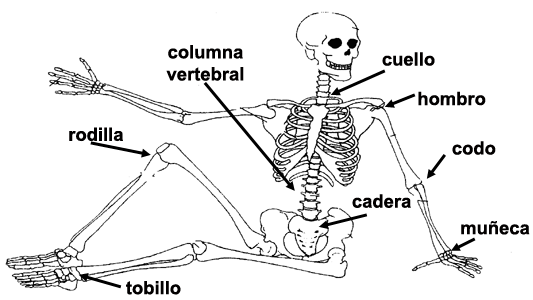 columna
vertebral
cuello
hombro
rodilla
codo
cadera
muñeca
tobillo